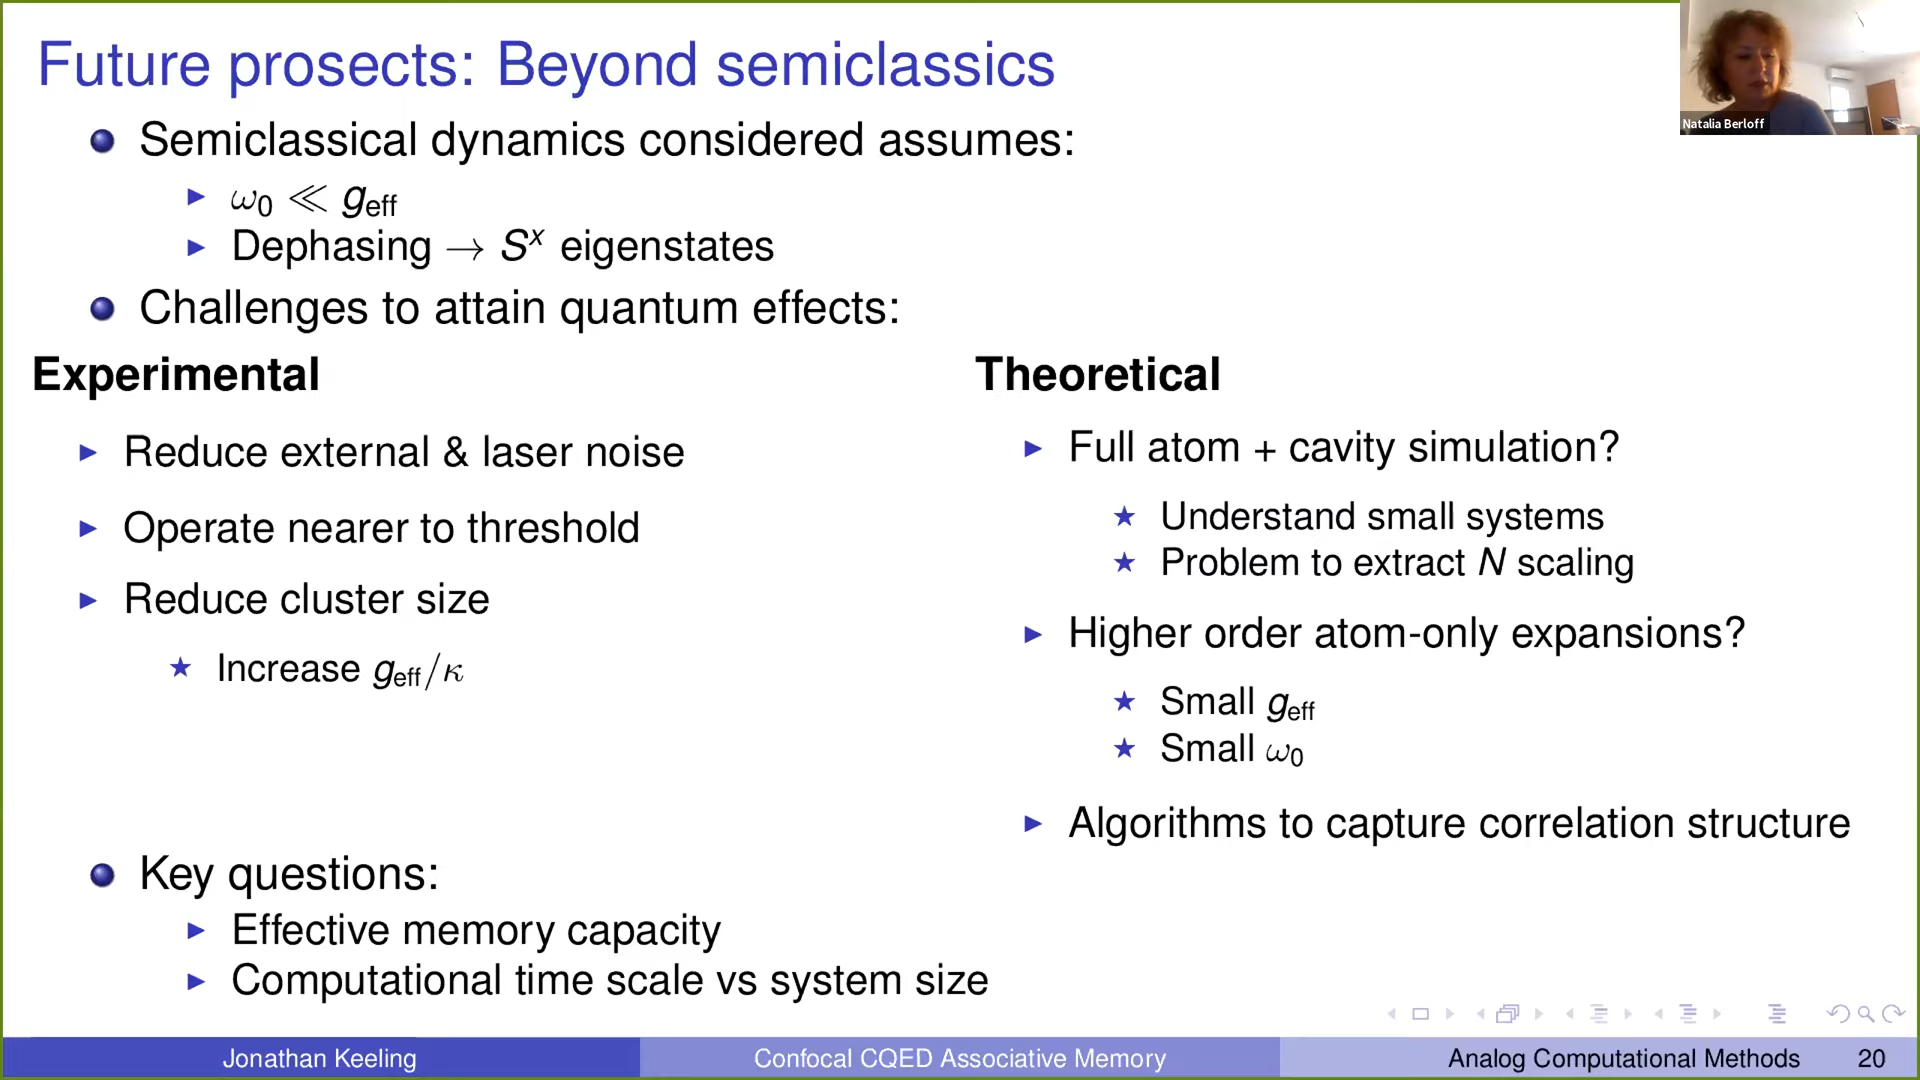 Future prosects: Beyond semiclassics
Natalia Berloff
Semiclassical dynamics considered assumes:
ω₀ ≪ g_eff
Dephasing → Sˣ eigenstates
Challenges to attain quantum effects:
Experimental
Reduce external & laser noise
Operate nearer to threshold
Reduce cluster size
Increase g_eff/κ
Theoretical
Full atom + cavity simulation?
Understand small systems
Problem to extract N scaling
Higher order atom-only expansions?
Small g_eff
Small ω₀
Algorithms to capture correlation structure
Key questions:
Effective memory capacity
Computational time scale vs system size
Jonathan Keeling
Confocal CQED Associative Memory
Analog Computational Methods
20